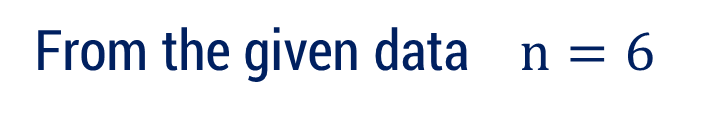 From the given data n = 6